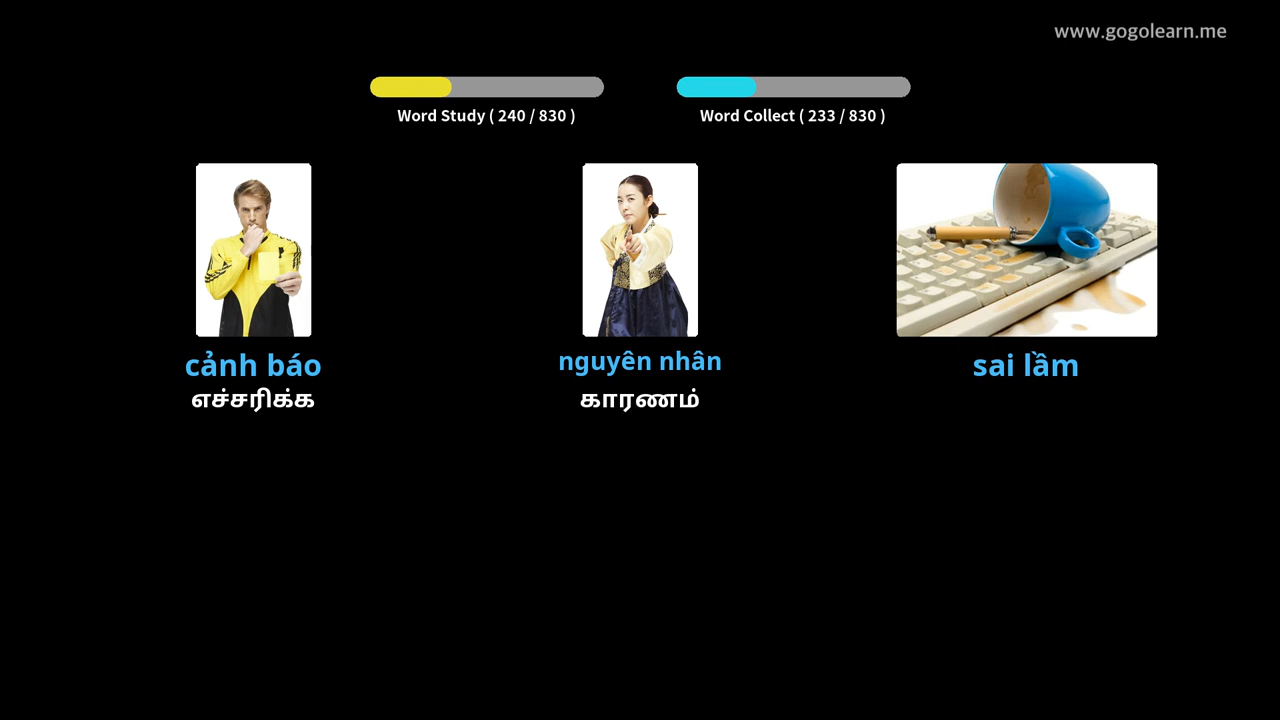 www.gogolearn.me
Word Study ( 240 / 830 )
Word Collect ( 233 / 830 )
cảnh báo
எச்சரிக்க
nguyên nhân
காரணம்
sai lầm